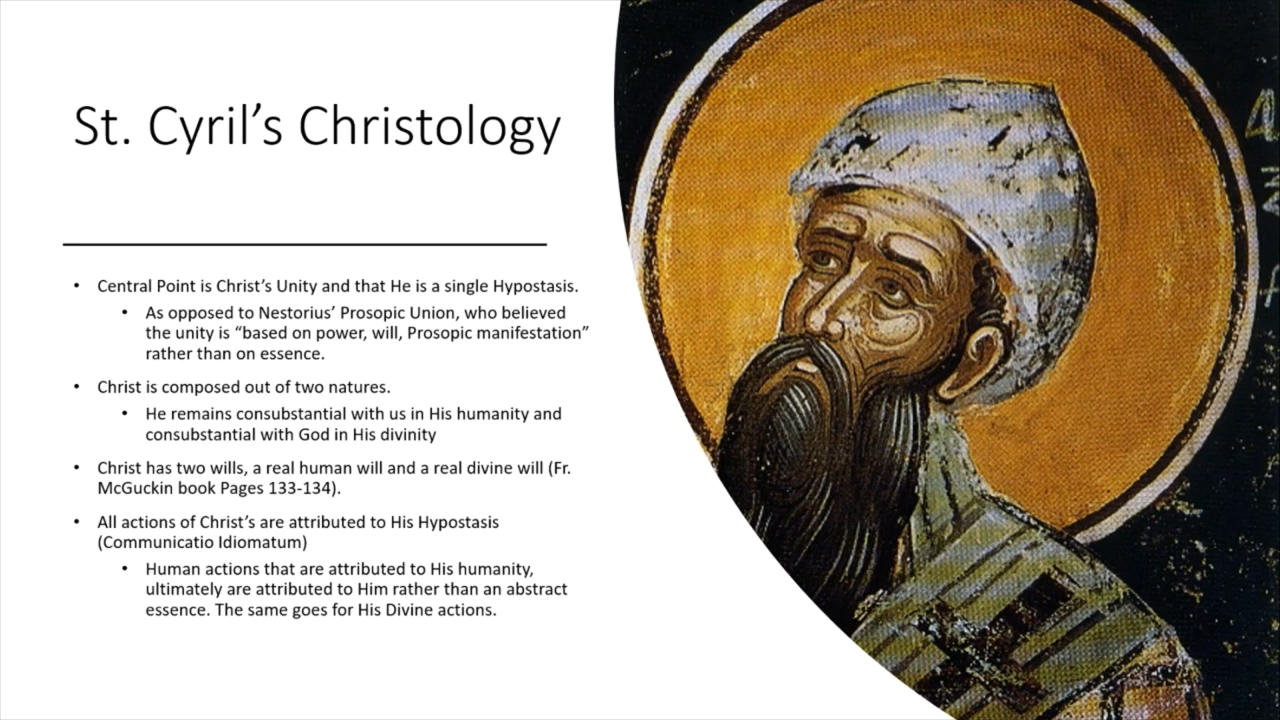 St. Cyril’s Christology
• Central Point is Christ’s Unity and that He is a single Hypostasis.
• As opposed to Nestorius’ Prosopic Union, who believed
the unity is “based on power, will, Prosopic manifestation”
rather than on essence.
• Christ is composed out of two natures.
• He remains consubstantial with us in His humanity and
consubstantial with God in His divinity
• Christ has two wills, a real human will and a real divine will (Fr.
McGuckin book Pages 133-134).
• All actions of Christ’s are attributed to His Hypostasis
(Communicatio Idiomatum)
• Human actions that are attributed to His humanity,
ultimately are attributed to Him rather than an abstract
essence. The same goes for His Divine actions.